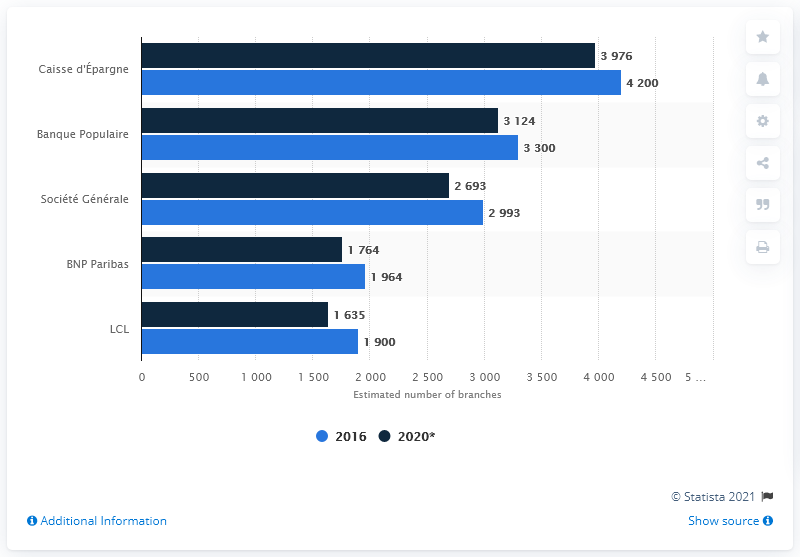 Caisse d'Épargne
3 976
4 200
Banque Populaire
3 124
3 300
Société Générale
2 693
2 993
BNP Paribas
1 764
1 964
LCL
1 635
1 900
0 500 1 000 1 500 2 000 2 500 3 000 3 500 4 000 4 500 5 ...
Estimated number of branches
2016 2020*
© Statista 2021
Additional Information Show source